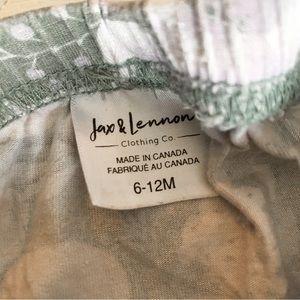 Jax & Lennon
Clothing Co.
MADE IN CANADA
FABRIQUÉ AU CANADA
6-12M